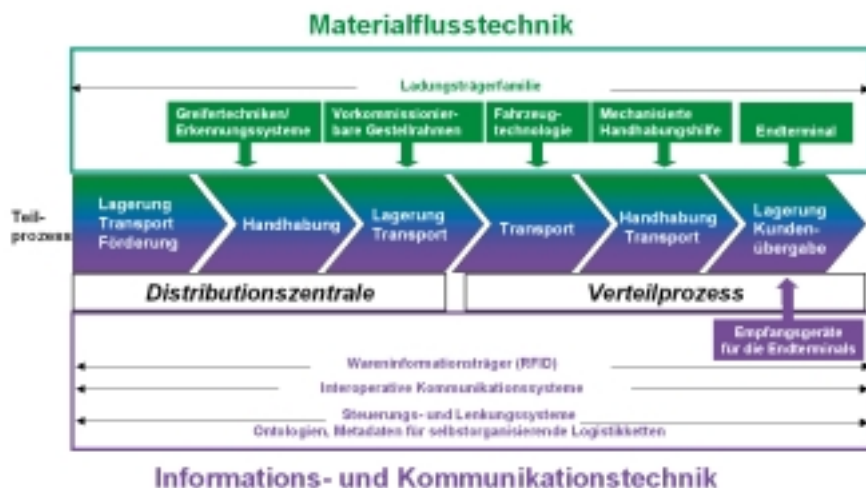 Materialflusstechnik
Ladungsträgerfamilie
Greifertechniken/
Erkennungssysteme
Vorkommissionier-
bare Gestellrahmen
Fahrzeug-
technologie
Mechanisierte
Handhabungshilfe
Endterminal
Teil-
prozess
Lagerung
Transport
Förderung
Handhabung
Lagerung
Transport
Transport
Handhabung
Transport
Lagerung
Kunden-
übergabe
Distributionszentrale
Verteilprozess
Empfangsgeräte
für die Endterminals
Wareninformationsträger (RFID)
Interoperative Kommunikationssysteme
Steuerungs- und Lenkungssysteme
Ontologien, Metadaten für selbstorganisierende Logistikketten
Informations- und Kommunikationstechnik